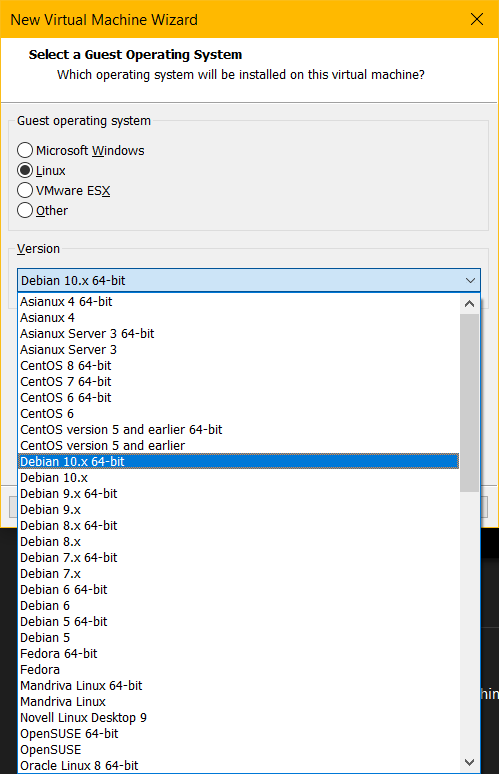 New Virtual Machine Wizard
Select a Guest Operating System
Which operating system will be installed on this virtual machine?
Guest operating system
Microsoft Windows
Linux
VMware ESX
Other
Version
Debian 10.x 64-bit
Asianux 4 64-bit
Asianux 4
Asianux Server 3 64-bit
Asianux Server 3
CentOS 8 64-bit
CentOS 7 64-bit
CentOS 6 64-bit
CentOS 6
CentOS version 5 and earlier 64-bit
CentOS version 5 and earlier
Debian 10.x 64-bit
Debian 10.x
Debian 9.x 64-bit
Debian 9.x
Debian 8.x 64-bit
Debian 8.x
Debian 7.x 64-bit
Debian 7.x
Debian 6 64-bit
Debian 6
Debian 5 64-bit
Debian 5
Fedora 64-bit
Fedora
Mandriva Linux 64-bit
Mandriva Linux
Novell Linux Desktop 9
OpenSUSE 64-bit
OpenSUSE
Oracle Linux 8 64-bit